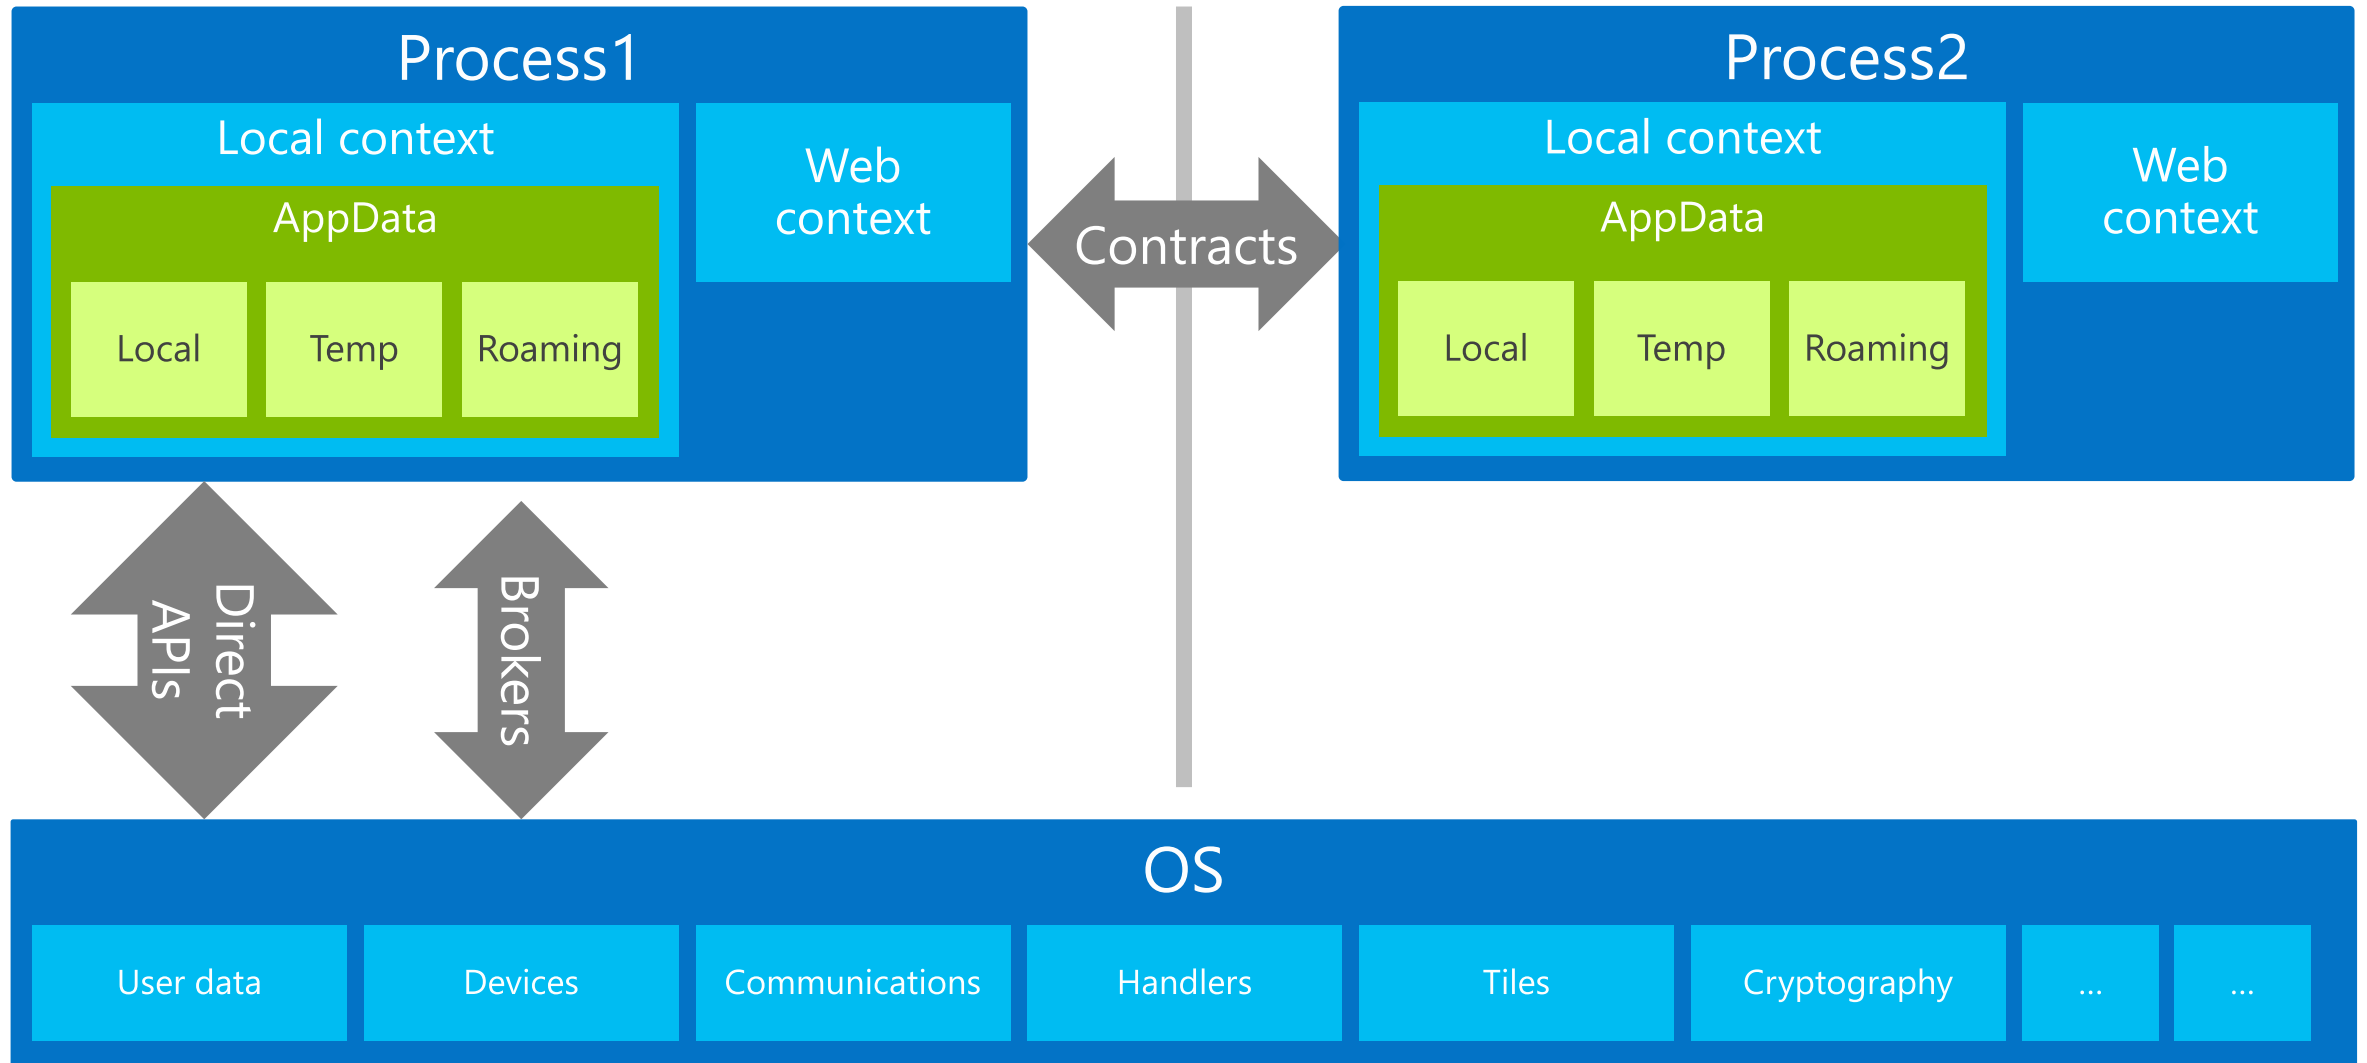 Process1
Local context
AppData
Local
Temp
Roaming
Web
context
Contracts
Process2
Local context
AppData
Local
Temp
Roaming
Web
context
Direct
APIs
Brokers
OS
User data
Devices
Communications
Handlers
Tiles
Cryptography
...
...